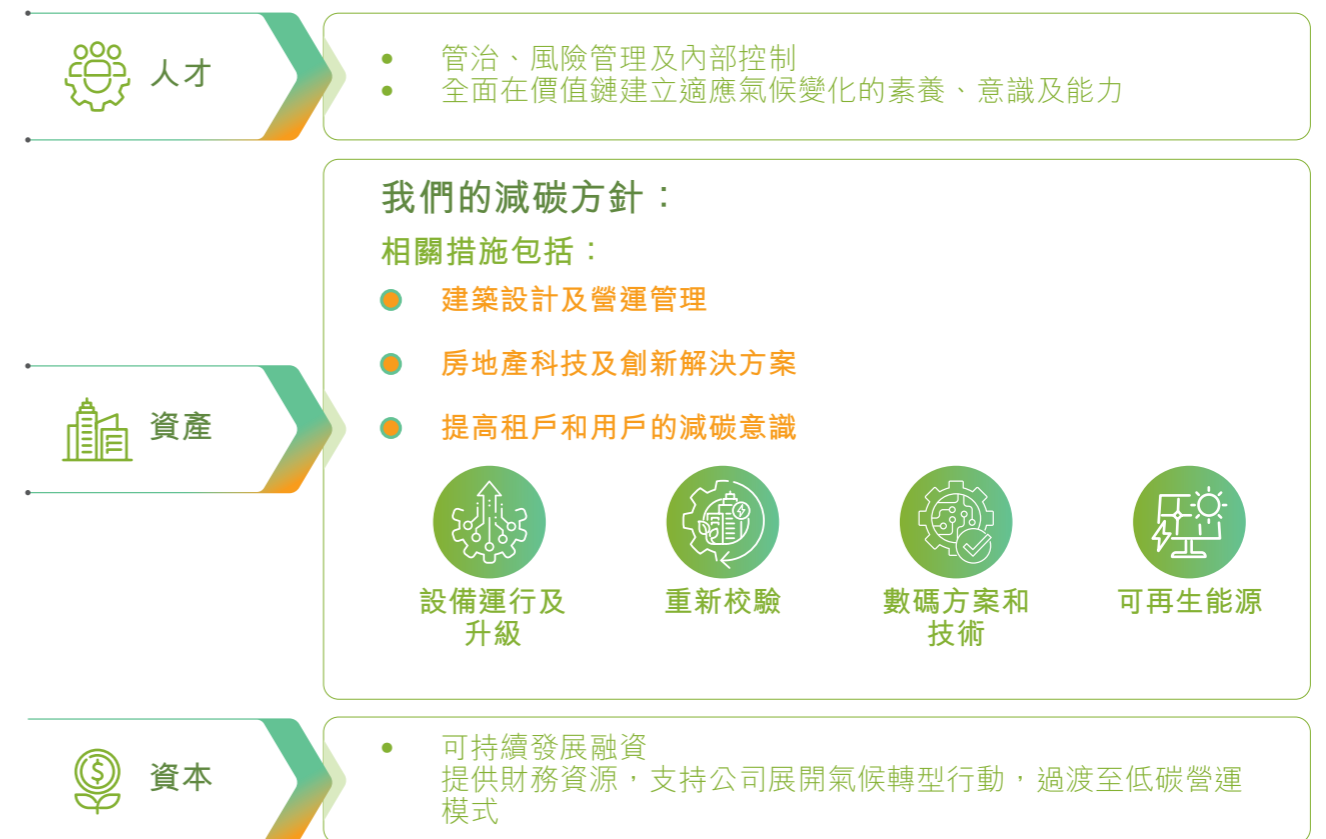 人才
管治、風險管理及內部控制
全面在價值鏈建立適應氣候變化的素養、意識及能力
我們的減碳方針：
相關措施包括：
建築設計及營運管理
房地產科技及創新解決方案
資產
提高租戶和用戶的減碳意識
設備運行及
升級
重新校驗
數碼方案和
技術
可再生能源
資本
可持續發展融資
提供財務資源，支持公司展開氣候轉型行動，過渡至低碳營運
模式